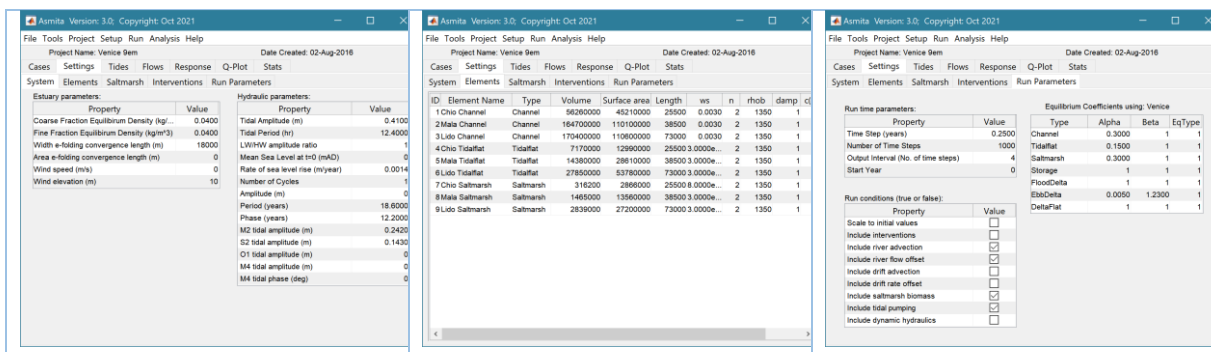 Asmita Version: 3.0; Copyright: Oct 2021
File Tools Project Setup Run Analysis Help
Project Name: Venice 9em Date Created: 02-Aug-2016
Cases Settings Tides Flows Response Q-Plot Stats
System Elements Saltmarsh Interventions Run Parameters
Estuary parameters:
Property Value
Coarse Fraction Equilibrium Density (kg/... 0.0400
Fine Fraction Equilibirum Density (kg/m^3) 0.0400
Width e-folding convergence length (m) 18000
Area e-folding convergence length (m) 0
Wind speed (m/s) 0
Wind elevation (m) 10
Hydraulic parameters:
Property Value
Tidal Amplitude (m) 0.4100
Tidal Period (hr) 12.4000
LW/HW amplitude ratio 1
Mean Sea Level at t=0 (mAD) 0
Rate of sea level rise (m/year) 0.0014
Number of Cycles 1
Amplitude (m) 0
Period (years) 18.6000
Phase (years) 12.2000
M2 tidal amplitude (m) 0.2420
S2 tidal amplitude (m) 0.1430
O1 tidal amplitude (m) 0
M4 tidal amplitude (m) 0
M4 tidal phase (deg) 0
Asmita Version: 3.0; Copyright: Oct 2021
File Tools Project Setup Run Analysis Help
Project Name: Venice 9em Date Created: 02-Aug-2016
Cases Settings Tides Flows Response Q-Plot Stats
System Elements Saltmarsh Interventions Run Parameters
ID Element Name Type Volume Surface area Length ws n rhob damp c(
1 Chio Channel Channel 56260000 45210000 25500 0.0030 2 1350 1
2 Mala Channel Channel 164700000 110100000 38500 0.0030 2 1350 1
3 Lido Channel Channel 170400000 110600000 73000 0.0030 2 1350 1
4 Chio Tidalflat Tidalflat 7170000 12990000 25500 3.0000e... 2 1350 1
5 Mala Tidalflat Tidalflat 14380000 28610000 38500 3.0000e... 2 1350 1
6 Lido Tidalflat Tidalflat 27850000 53780000 73000 3.0000e... 2 1350 1
7 Chio Saltmarsh Saltmarsh 316200 2866000 25500 8.0000e... 2 1350 1
8 Mala Saltmarsh Saltmarsh 1465000 13560000 38500 3.0000e... 2 1350 1
9 Lido Saltmarsh Saltmarsh 2839000 27200000 73000 3.0000e... 2 1350 1
Asmita Version: 3.0; Copyright: Oct 2021
File Tools Project Setup Run Analysis Help
Project Name: Venice 9em Date Created: 02-Aug-2016
Cases Settings Tides Flows Response Q-Plot Stats
System Elements Saltmarsh Interventions Run Parameters
Run time parameters:
Property Value
Time Step (years) 0.2500
Number of Time Steps 1000
Output Interval (No. of time steps) 4
Start Year 0
Run conditions (true or false):
Property Value
Scale to initial values
Include interventions
Include river advection
Include river flow offset
Include drift advection
Include drift rate offset
Include saltmarsh biomass
Include tidal pumping
Include dynamic hydraulics
Equilibrium Coefficients using: Venice
Type Alpha Beta EqType
Channel 0.3000 1 1
Tidalflat 0.1500 1 1
Saltmarsh 0.3000 1 1
Storage 1 1 1
FloodDelta 1 1 1
EbbDelta 0.0050 1.2300 1
DeltaFlat 1 1 1